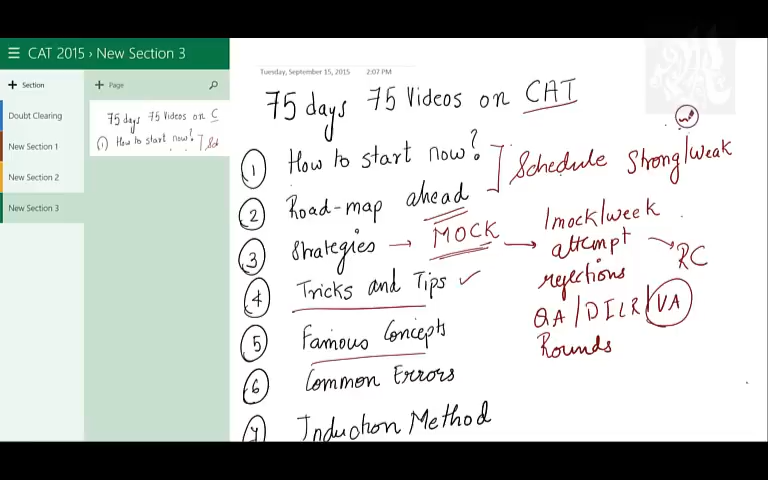 CAT 2015 › New Section 3
+ Section
+ Page
Doubt Clearing
New Section 1
New Section 2
New Section 3
75 days 75 Videos on C
① How to start now? ] Sch
Tuesday, September 15, 2015 2:07 PM
75 days 75 Videos on CAT
① How to start now? ] Schedule Strong/Weak
② Road-map ahead
③ Strategies → MOCK → 1mock/week
attempt → RC
rejections
④ Tricks and Tips ✓
QA/DILR/VA
⑤ Famous Concepts
Rounds
⑥ Common Errors
⑦ Induction Method